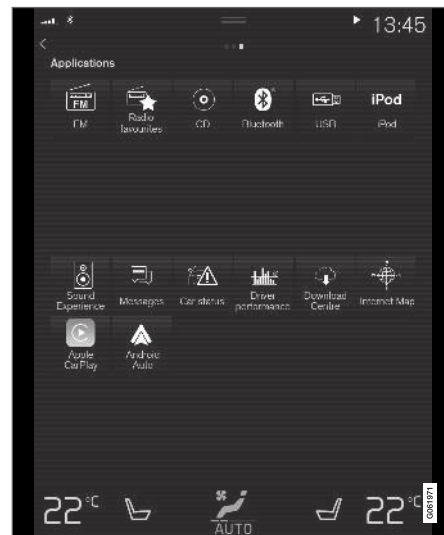 13:45
Applications
FM
FM
Radio
favourites
CD
Bluetooth
USB
iPod
iPod
Sound
Experience
Messages
Car status
Driver
performance
Download
Centre
Internet Map
Apple
CarPlay
Android
Auto
22°C
22°C
AUTO
G061971